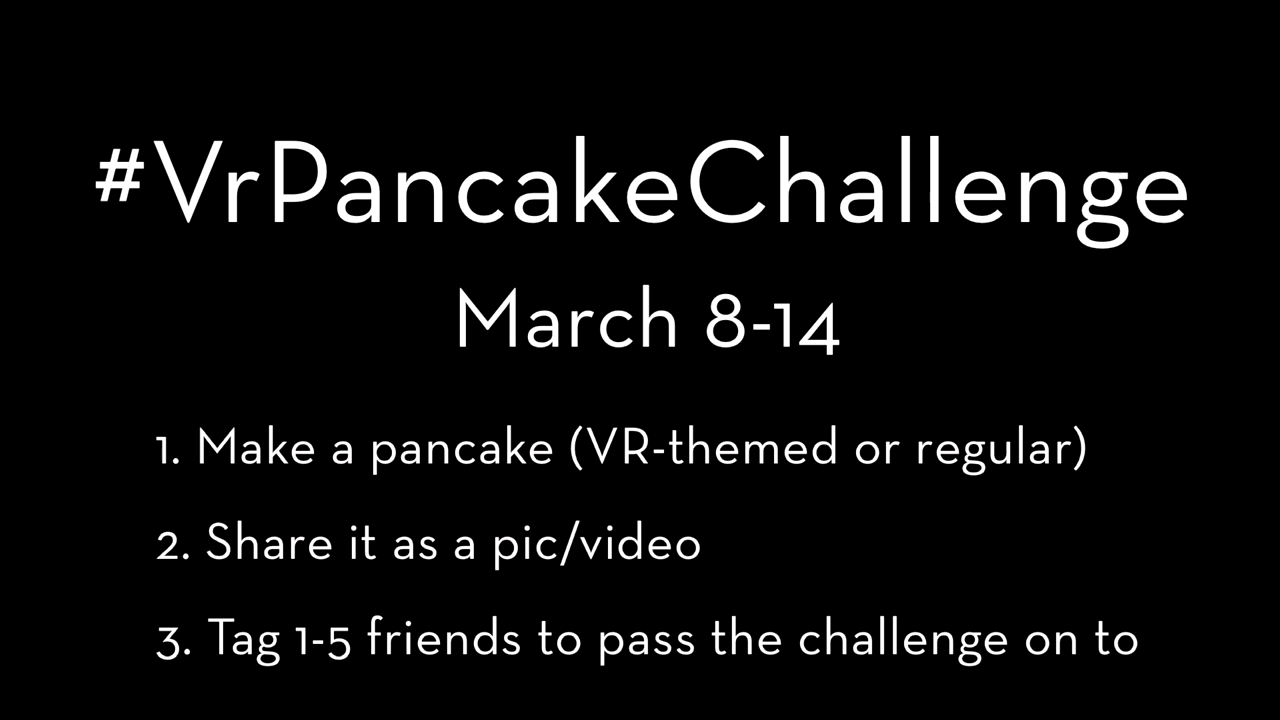 #VrPancakeChallenge
March 8-14
1. Make a pancake (VR-themed or regular)
2. Share it as a pic/video
3. Tag 1-5 friends to pass the challenge on to